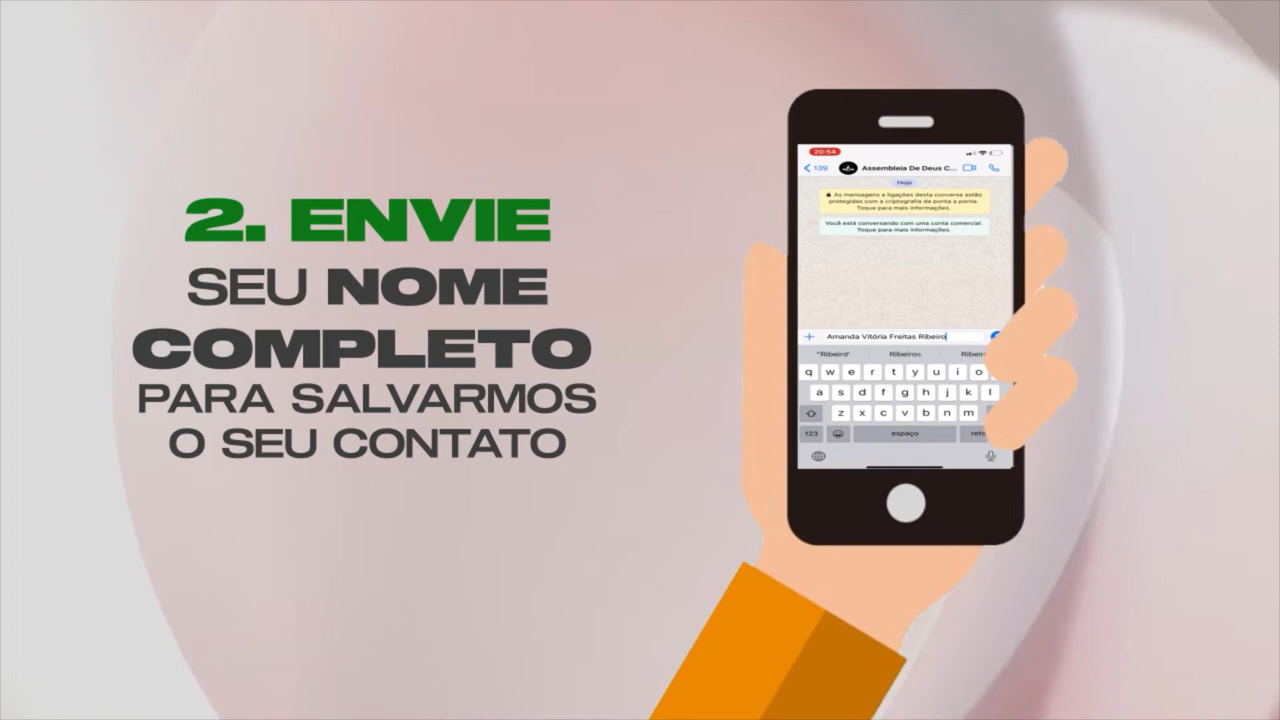 2. ENVIE
SEU NOME
COMPLETO
PARA SALVARMOS
O SEU CONTATO
20:54
139
Assembleia De Deus C...
Hoje
As mensagens e ligações desta conversa estão
protegidas com a criptografia de ponta a ponta.
Toque para mais informações.
Você está conversando com uma conta comercial.
Toque para mais informações.
Amanda Vitória Freitas Ribeiro
"Ribeiro" Ribeiros
q w e r t y u i o
a s d f g h j k l
z x c v b n m
123 espaço